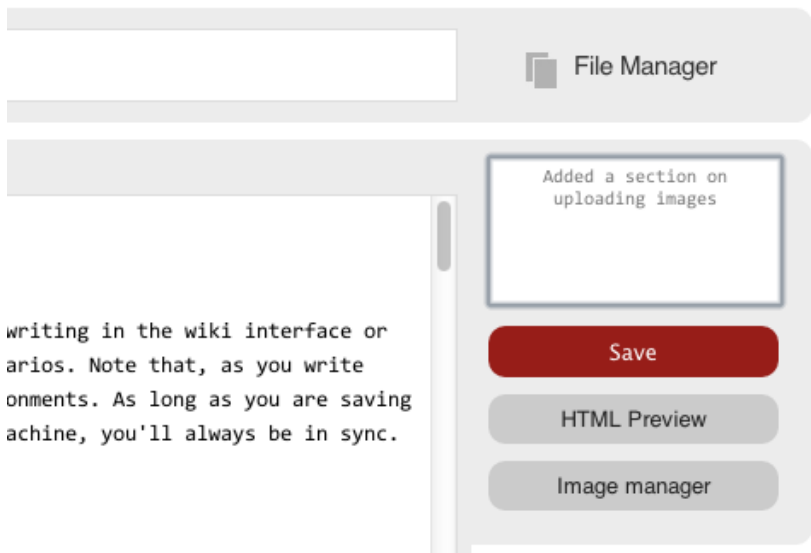 File Manager
Added a section on
uploading images
writing in the wiki interface or
arios. Note that, as you write
onments. As long as you are saving
achine, you'll always be in sync.
Save
HTML Preview
Image manager